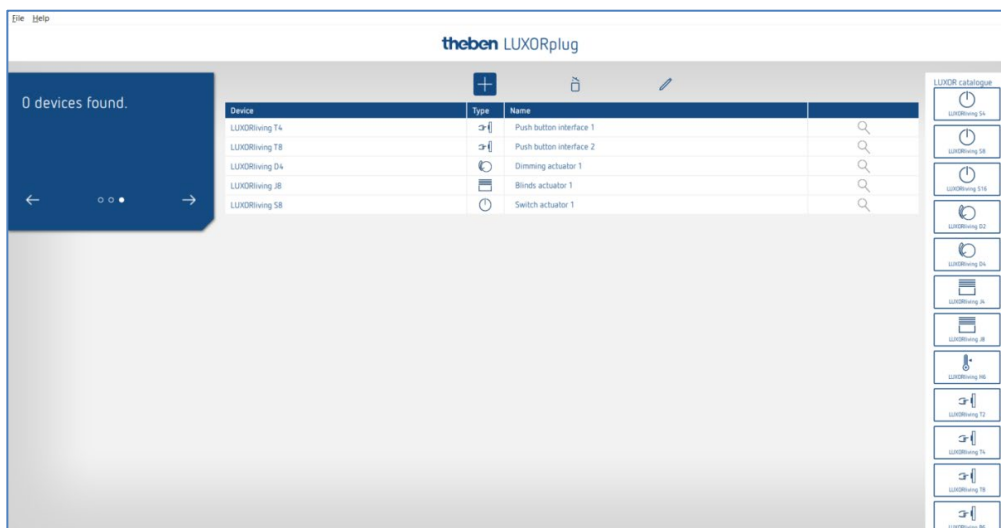 File Help
theben LUXORplug
0 devices found.
Device Type Name
LUXORliving T4 Push button interface 1
LUXORliving T8 Push button interface 2
LUXORliving D4 Dimming actuator 1
LUXORliving J8 Blinds actuator 1
LUXORliving S8 Switch actuator 1
LUXOR catalogue
LUXORliving S4
LUXORliving S8
LUXORliving S16
LUXORliving D2
LUXORliving D4
LUXORliving J4
LUXORliving J8
LUXORliving H6
LUXORliving T2
LUXORliving T4
LUXORliving T8
LUXORliving